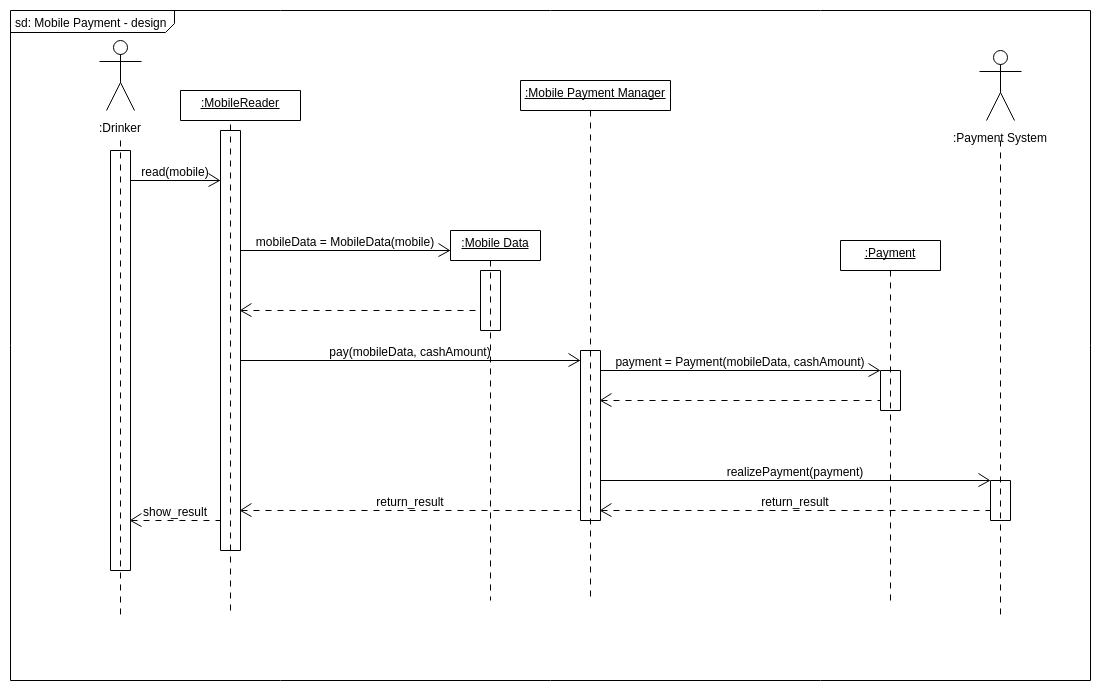 sd: Mobile Payment - design
:Drinker
:MobileReader
:Mobile Payment Manager
:Payment System
read(mobile)
mobileData = MobileData(mobile)
:Mobile Data
:Payment
pay(mobileData, cashAmount)
payment = Payment(mobileData, cashAmount)
realizePayment(payment)
show_result
return_result
return_result